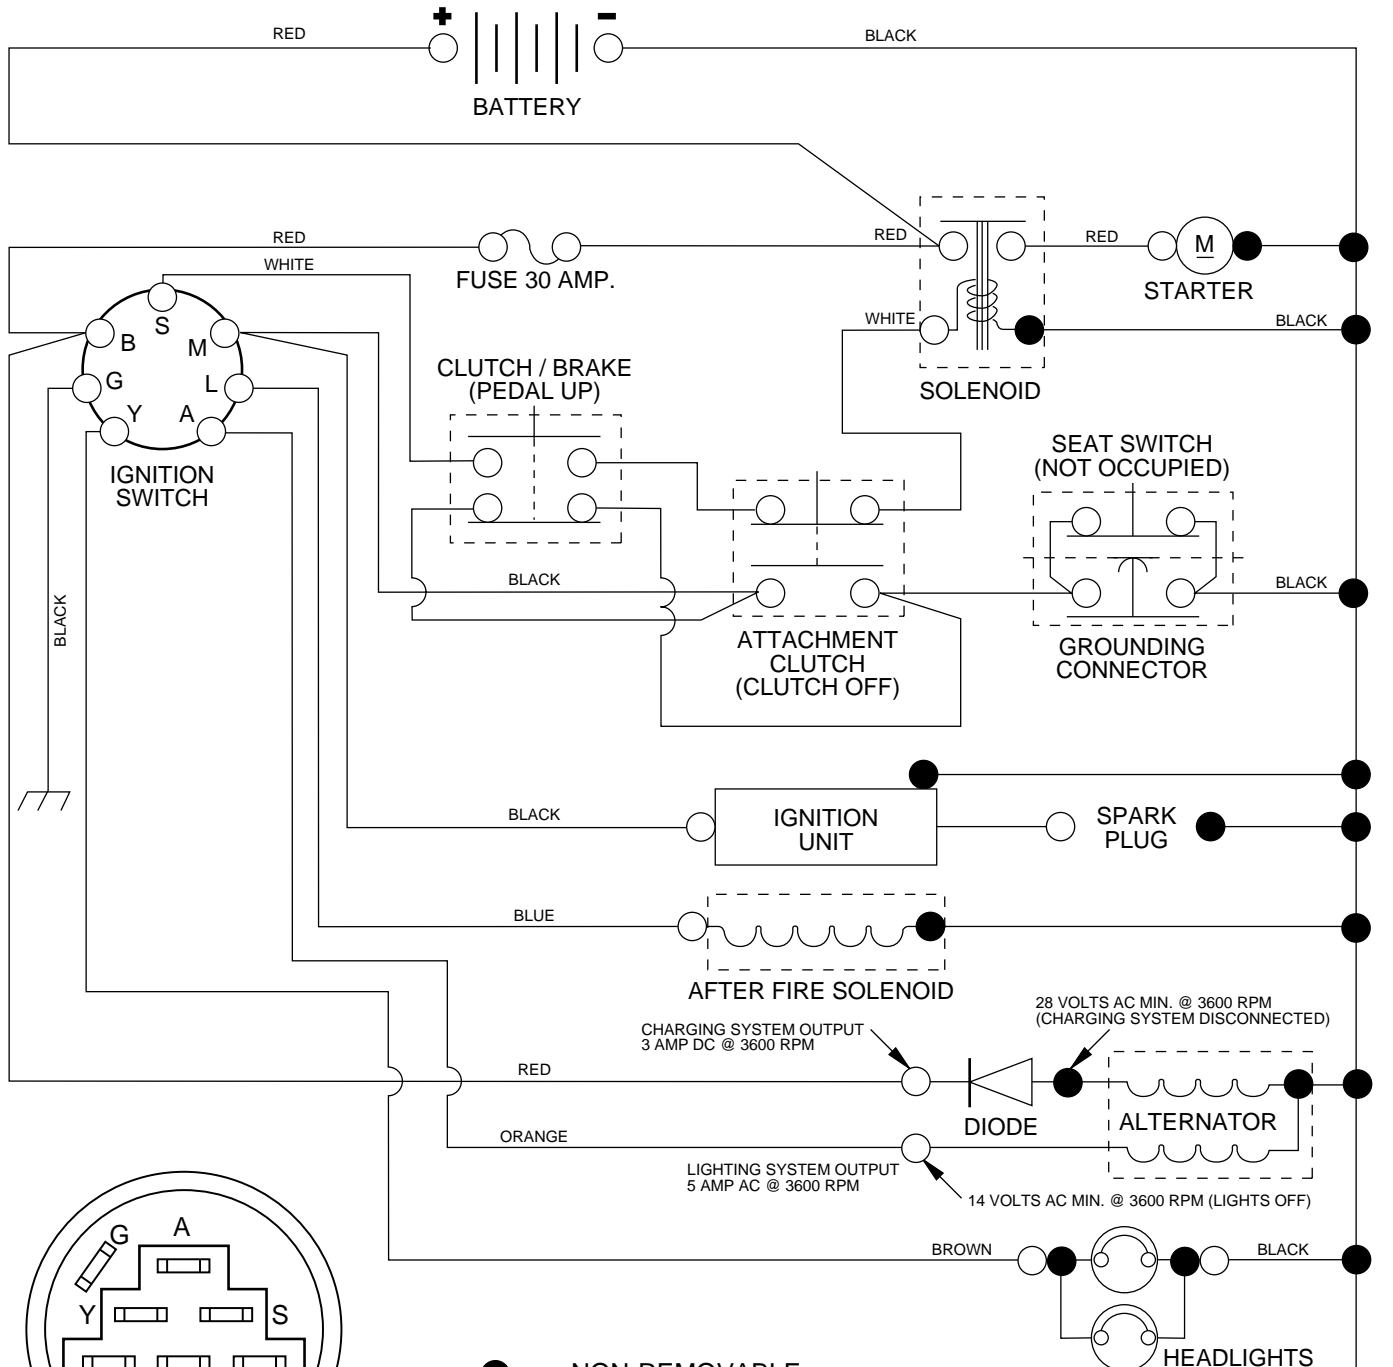 +
-
RED
BLACK
BATTERY
RED
RED
RED
M
FUSE 30 AMP.
STARTER
WHITE
S
B
M
G
L
Y
A
IGNITION
SWITCH
WHITE
BLACK
SOLENOID
CLUTCH / BRAKE
(PEDAL UP)
SEAT SWITCH
(NOT OCCUPIED)
BLACK
BLACK
BLACK
ATTACHMENT
CLUTCH
(CLUTCH OFF)
GROUNDING
CONNECTOR
BLACK
IGNITION
UNIT
SPARK
PLUG
BLUE
AFTER FIRE SOLENOID
CHARGING SYSTEM OUTPUT
3 AMP DC @ 3600 RPM
28 VOLTS AC MIN. @ 3600 RPM
(CHARGING SYSTEM DISCONNECTED)
RED
DIODE
ALTERNATOR
ORANGE
LIGHTING SYSTEM OUTPUT
5 AMP AC @ 3600 RPM
14 VOLTS AC MIN. @ 3600 RPM (LIGHTS OFF)
BROWN
BLACK
HEADLIGHTS
G
A
Y
S
NON-REMOVABLE